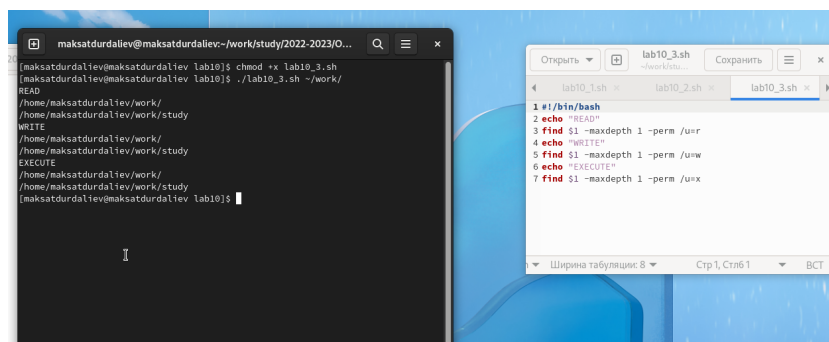 maksatdurdaliev@maksatdurdaliev:~/work/study/2022-2023/O...
[maksatdurdaliev@maksatdurdaliev lab10]$ chmod +x lab10_3.sh
[maksatdurdaliev@maksatdurdaliev lab10]$ ./lab10_3.sh ~/work/
READ
/home/maksatdurdaliev/work/
/home/maksatdurdaliev/work/study
WRITE
/home/maksatdurdaliev/work/
/home/maksatdurdaliev/work/study
EXECUTE
/home/maksatdurdaliev/work/
/home/maksatdurdaliev/work/study
[maksatdurdaliev@maksatdurdaliev lab10]$
Открыть lab10_3.sh Сохранить
~/work/stu...
lab10_1.sh lab10_2.sh lab10_3.sh
1 #!/bin/bash
2 echo "READ"
3 find $1 -maxdepth 1 -perm /u=r
4 echo "WRITE"
5 find $1 -maxdepth 1 -perm /u=w
6 echo "EXECUTE"
7 find $1 -maxdepth 1 -perm /u=x
Ширина табуляции: 8 Стр 1, Стлб 1 ВСТ